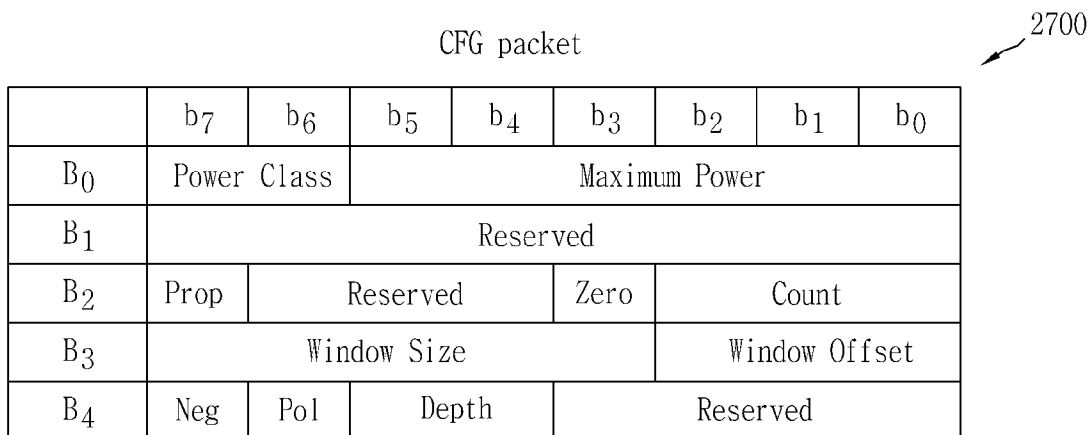 CFG packet
2700
b7 b6 b5 b4 b3 b2 b1 b0
B0 Power Class Maximum Power
B1 Reserved
B2 Prop Reserved Zero Count
B3 Window Size Window Offset
B4 Neg Pol Depth Reserved